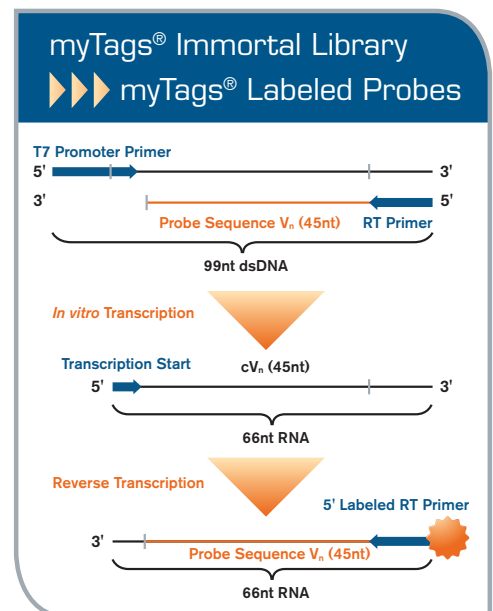 myTags® Immortal Library
myTags® Labeled Probes
T7 Promoter Primer
5' 3'
3' 5'
Probe Sequence Vₙ (45nt) RT Primer
99nt dsDNA
In vitro Transcription
Transcription Start cVₙ (45nt)
5' 3'
66nt RNA
Reverse Transcription
5' Labeled RT Primer
3'
Probe Sequence Vₙ (45nt)
66nt RNA